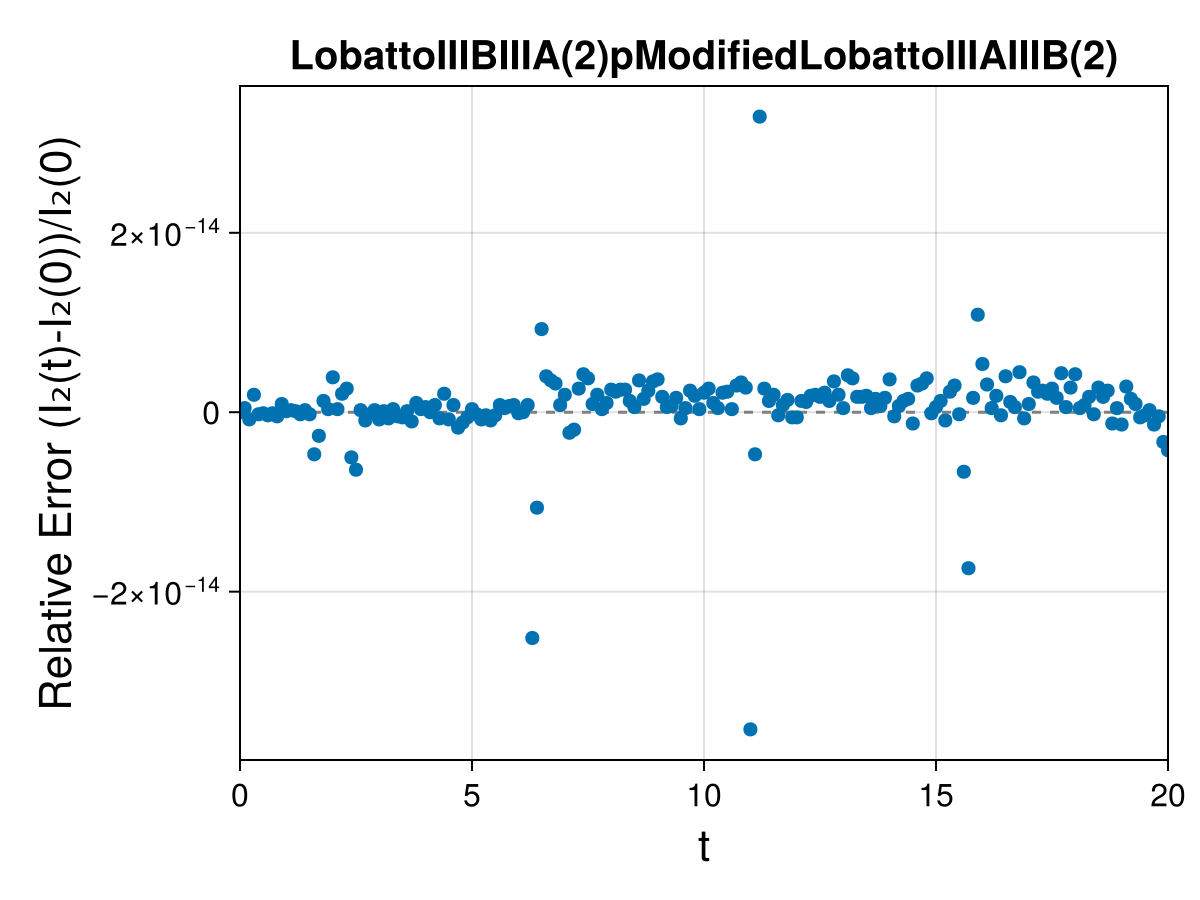 LobattoIIIBIIIA(2)pModifiedLobattoIIIAIIIB(2)
Relative Error (I₂(t)-I₂(0))/I₂(0)
2×10⁻¹⁴
0
−2×10⁻¹⁴
0 5 10 15 20
t